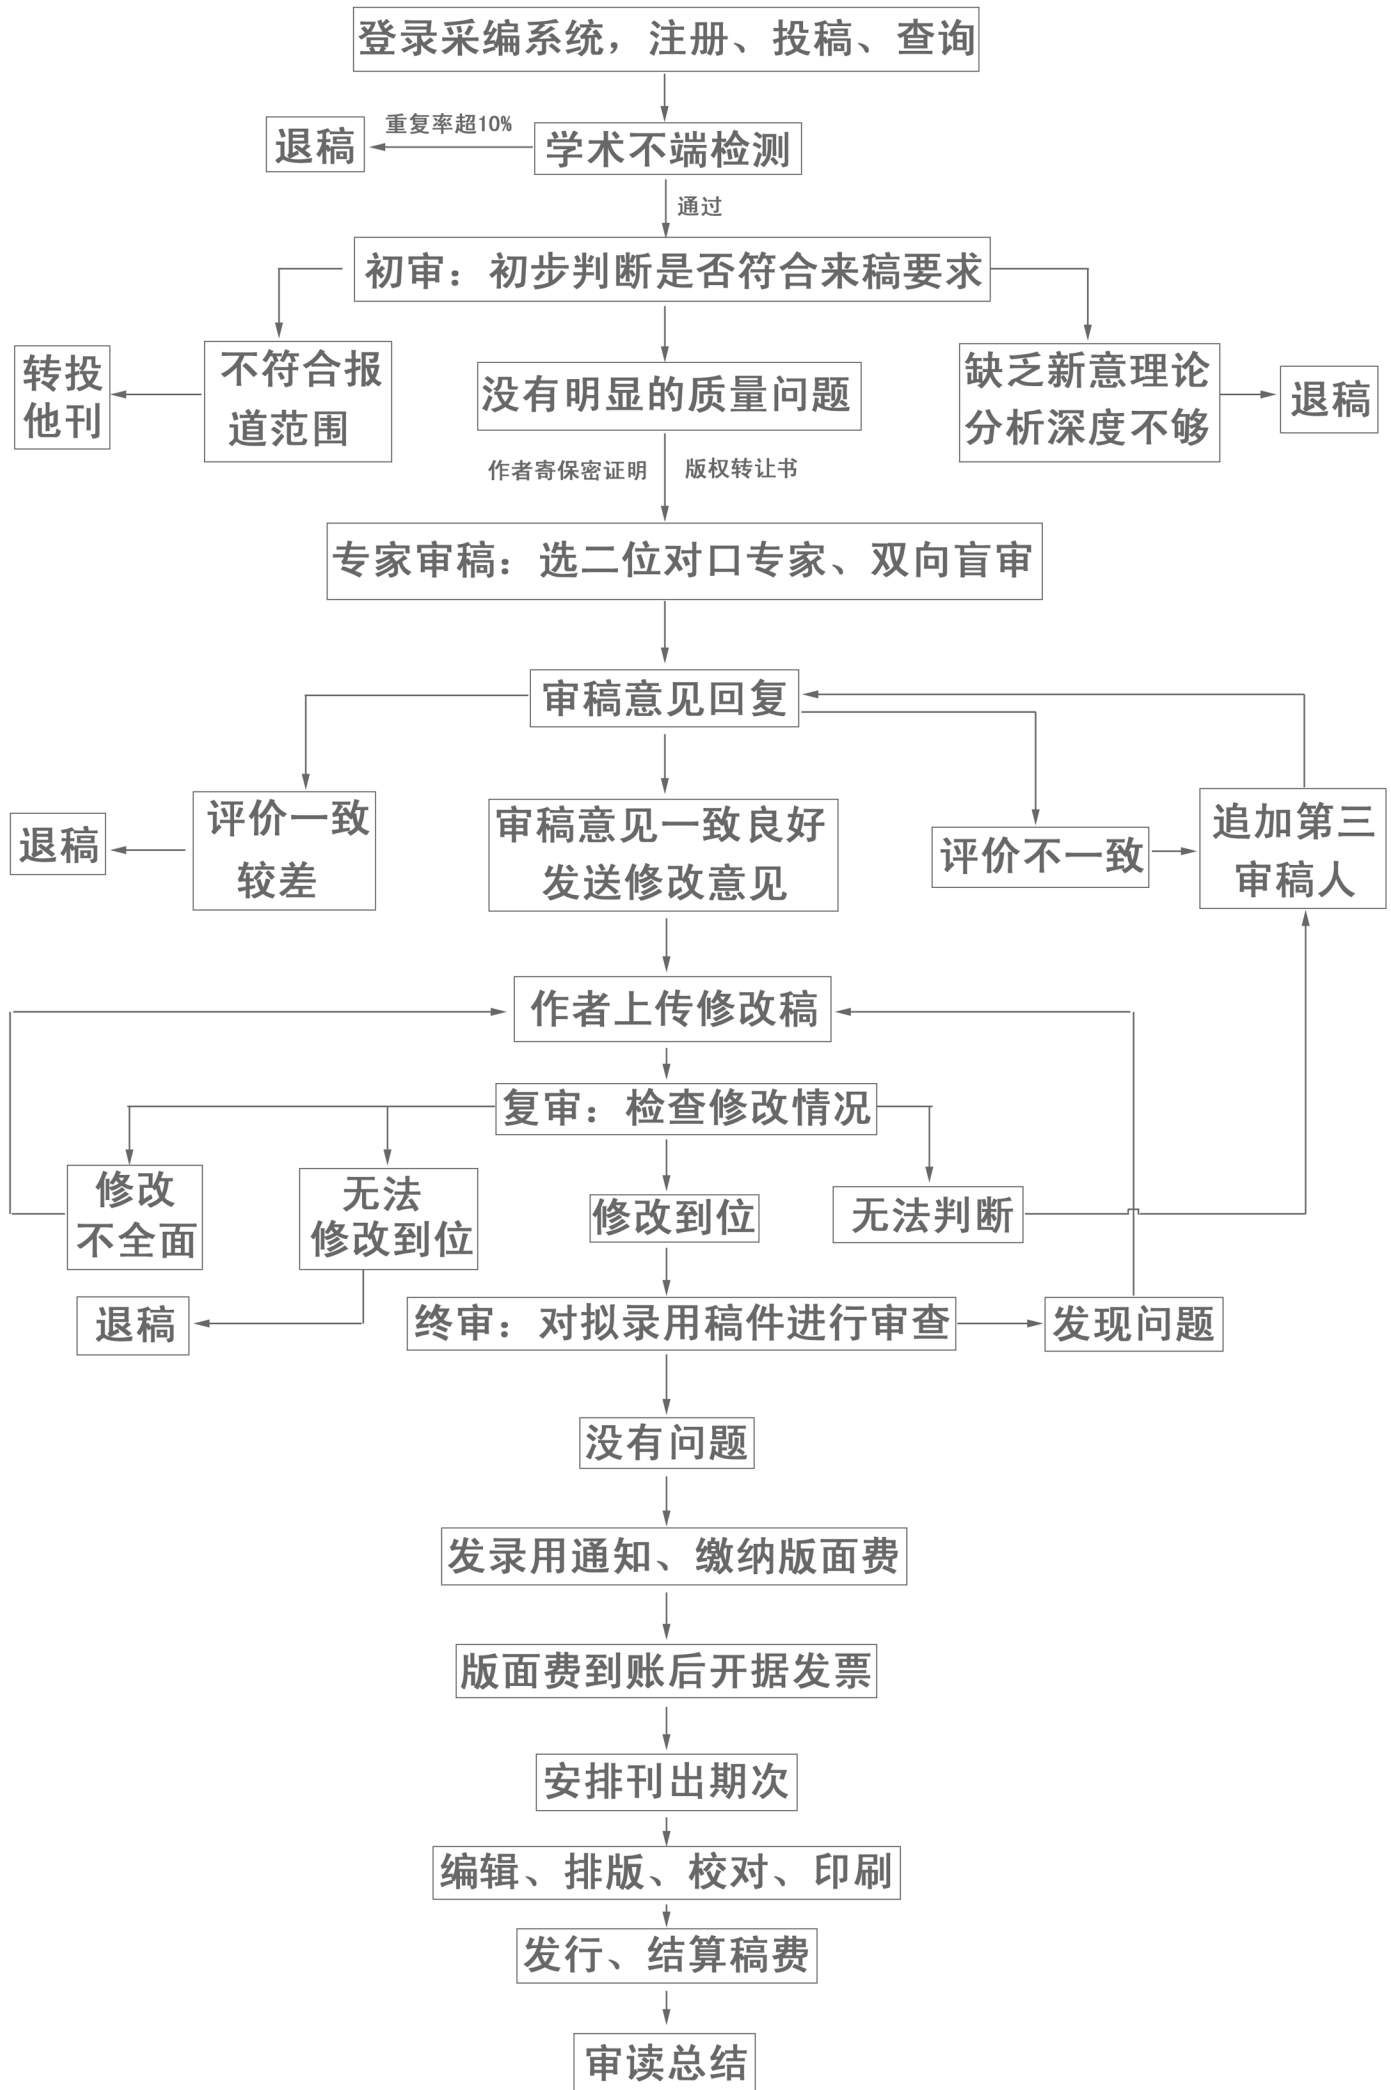 登录采编系统，注册、投稿、查询
重复率超10%
退稿
学术不端检测
通过
初审：初步判断是否符合来稿要求
转投
他刊
不符合报
道范围
没有明显的质量问题
缺乏新意理论
分析深度不够
退稿
作者寄保密证明
版权转让书
专家审稿：选二位对口专家、双向盲审
审稿意见回复
退稿
评价一致
较差
审稿意见一致良好
发送修改意见
评价不一致
追加第三
审稿人
作者上传修改稿
复审：检查修改情况
修改
不全面
无法
修改到位
修改到位
无法判断
退稿
终审：对拟录用稿件进行审查
发现问题
没有问题
发录用通知、缴纳版面费
版面费到账后开据发票
安排刊出期次
编辑、排版、校对、印刷
发行、结算稿费
审读总结